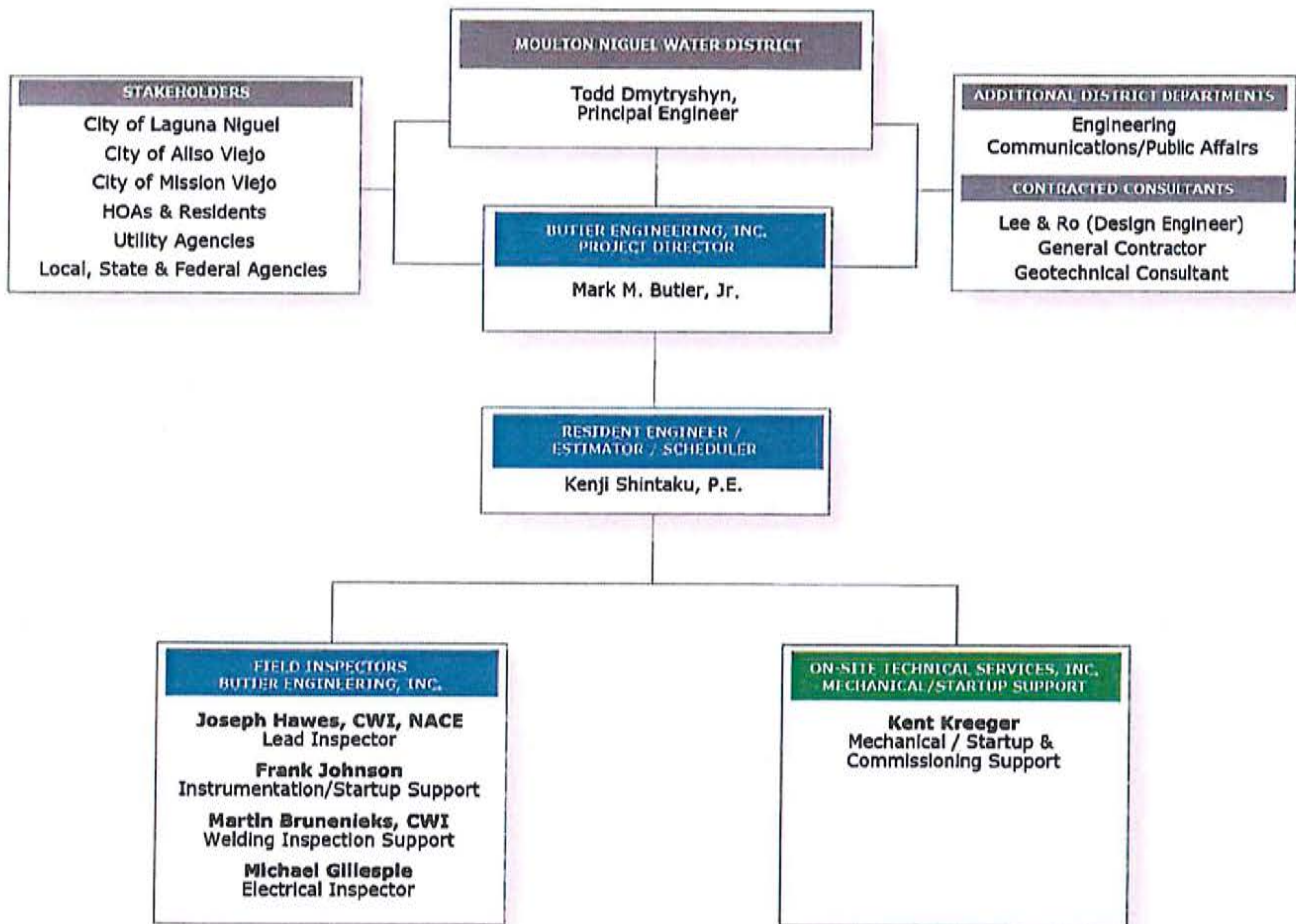 MOULTON NIGUEL WATER DISTRICT
Todd Dmytryshyn,
Principal Engineer
STAKEHOLDERS
City of Laguna Niguel
City of Aliso Viejo
City of Mission Viejo
HOAs & Residents
Utility Agencies
Local, State & Federal Agencies
ADDITIONAL DISTRICT DEPARTMENTS
Engineering
Communications/Public Affairs
CONTRACTED CONSULTANTS
Lee & Ro (Design Engineer)
General Contractor
Geotechnical Consultant
BUTIER ENGINEERING, INC.
PROJECT DIRECTOR
Mark M. Butier, Jr.
RESIDENT ENGINEER /
ESTIMATOR / SCHEDULER
Kenji Shintaku, P.E.
FIELD INSPECTORS
BUTIER ENGINEERING, INC.
Joseph Hawes, CWI, NACE
Lead Inspector
Frank Johnson
Instrumentation/Startup Support
Martin Brunenieks, CWI
Welding Inspection Support
Michael Gillespie
Electrical Inspector
ON-SITE TECHNICAL SERVICES, INC.
MECHANICAL/STARTUP SUPPORT
Kent Kreeger
Mechanical / Startup &
Commissioning Support